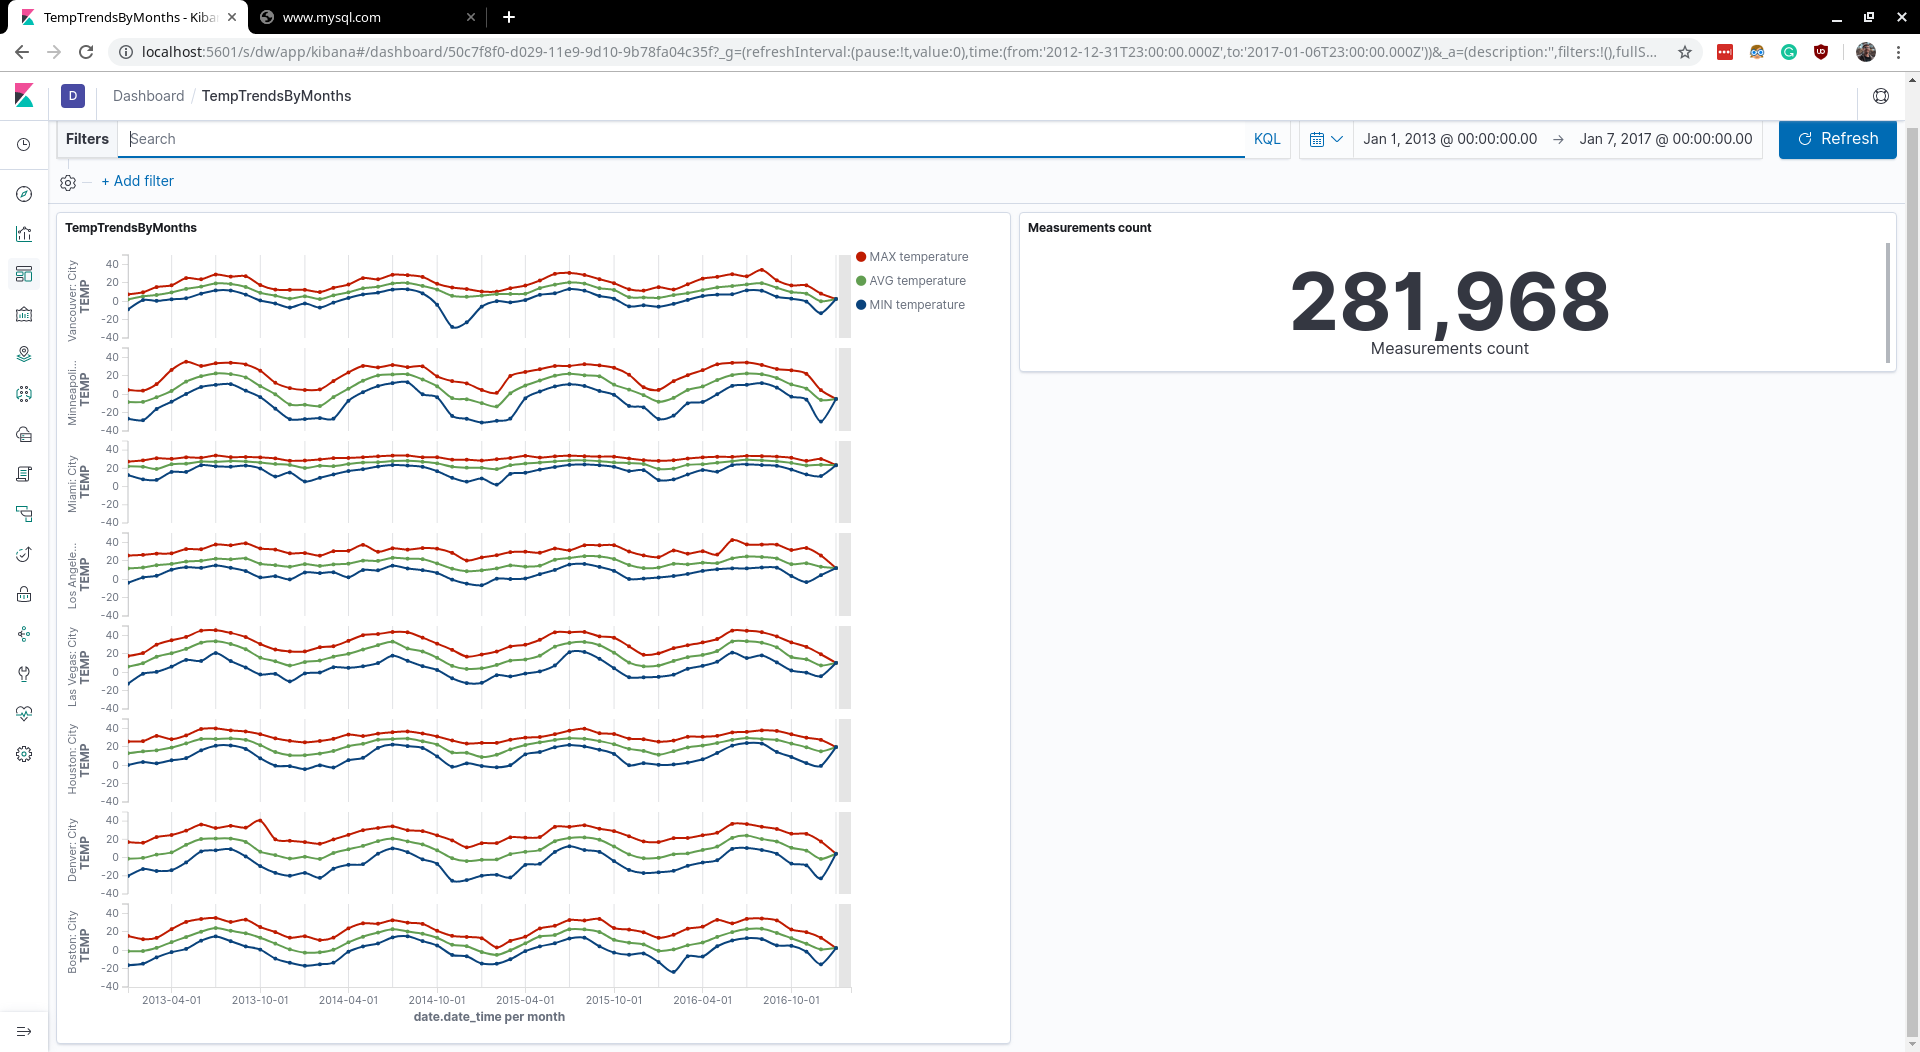 TempTrendsByMonths - Kiba
www.mysql.com
localhost:5601/s/dw/app/kibana#/dashboard/50c7f8f0-d029-11e9-9d10-9b78fa04c35f?_g=(refreshInterval:(pause:!t,value:0),time:(from:'2012-12-31T23:00:00.000Z',to:'2017-01-06T23:00:00.000Z'))&_a=(description:'',filters:!(),fullS...
D
Dashboard / TempTrendsByMonths
Filters
Search
KQL
Jan 1, 2013 @ 00:00:00.00 → Jan 7, 2017 @ 00:00:00.00
Refresh
+ Add filter
TempTrendsByMonths
MAX temperature
AVG temperature
MIN temperature
Vancouver: City
TEMP
40
20
0
-20
-40
Minneapoli...
TEMP
40
20
0
-20
-40
Miami: City
TEMP
40
20
0
-20
-40
Los Angele...
TEMP
40
20
0
-20
-40
Las Vegas: City
TEMP
40
20
0
-20
-40
Houston: City
TEMP
40
20
0
-20
-40
Denver: City
TEMP
40
20
0
-20
-40
Boston: City
TEMP
40
20
0
-20
-40
2013-04-01 2013-10-01 2014-04-01 2014-10-01 2015-04-01 2015-10-01 2016-04-01 2016-10-01
date.date_time per month
Measurements count
281,968
Measurements count